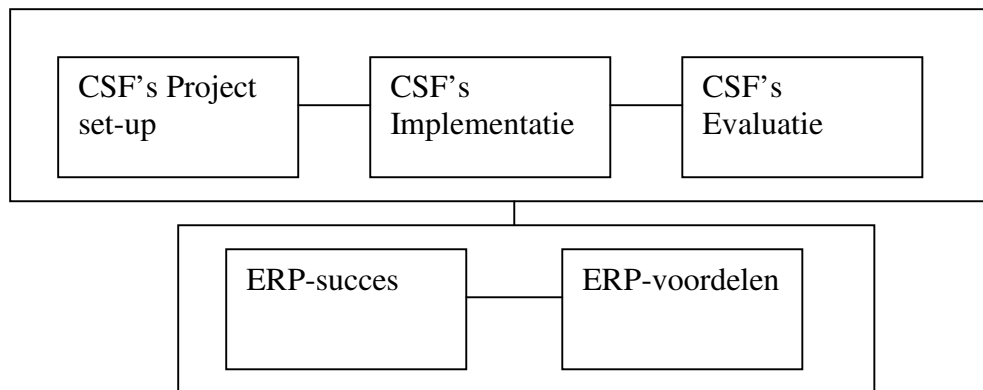 CSF’s Project
set-up
CSF’s
Implementatie
CSF’s
Evaluatie
ERP-succes
ERP-voordelen